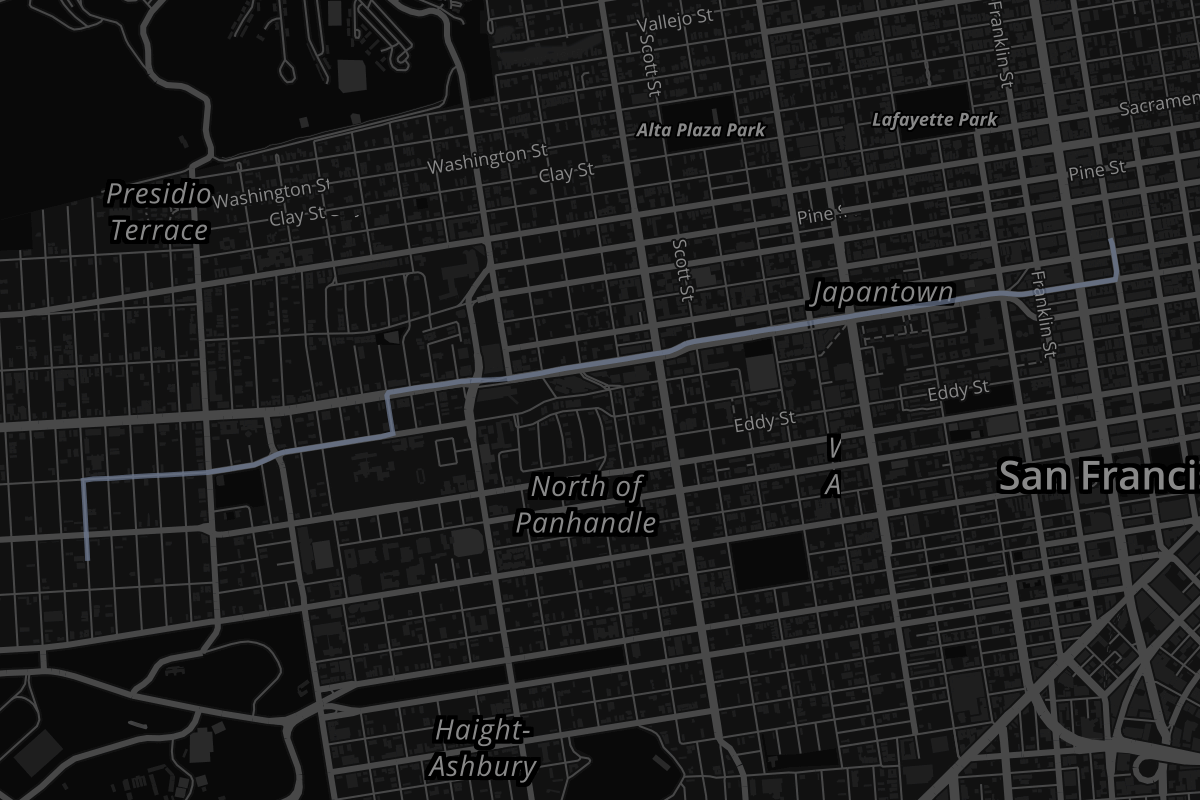 Vallejo St
Scott St
Franklin St
Sacramen
Alta Plaza Park
Lafayette Park
Washington St
Pine St
Clay St
Presidio
Terrace
Washington St
Clay St
Pine S
Scott St
Japantown
Franklin St
Eddy St
Eddy St
V
A
San Franci
North of
Panhandle
Haight-
Ashbury